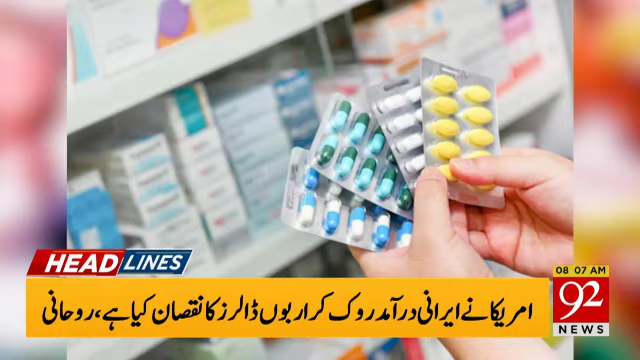 HEADLINES
08 07 AM
امریکا نے ایرانی درآمد روک کر اربوں ڈالرز کا نقصان کیا ہے، روحانی
92
NEWS